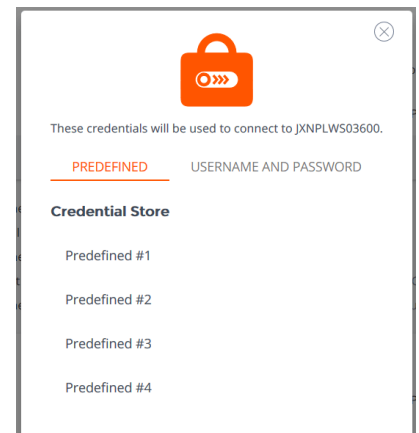 These credentials will be used to connect to JXNPLWS03600.
PREDEFINED USERNAME AND PASSWORD
Credential Store
Predefined #1
Predefined #2
Predefined #3
Predefined #4